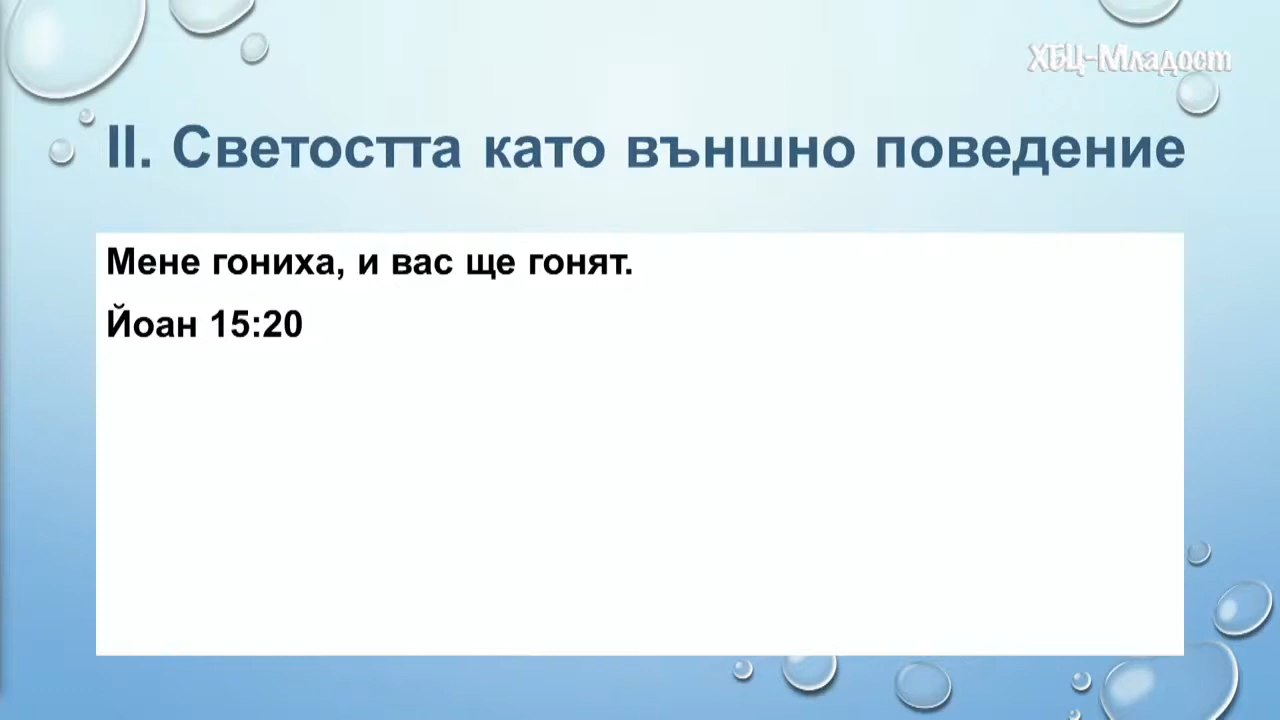 ХБЦ-Младост
II. Светостта като външно поведение
Мене гониха, и вас ще гонят.
Йоан 15:20